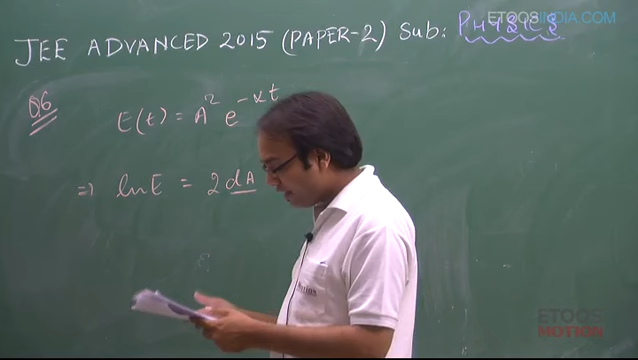 ETOOSINDIA.COM
JEE ADVANCED 2015 (PAPER-2) Sub: PHYSICS
Q6 E(t) = A² e^-αt
=> ln E = 2 dA
ETOOS
MOTION